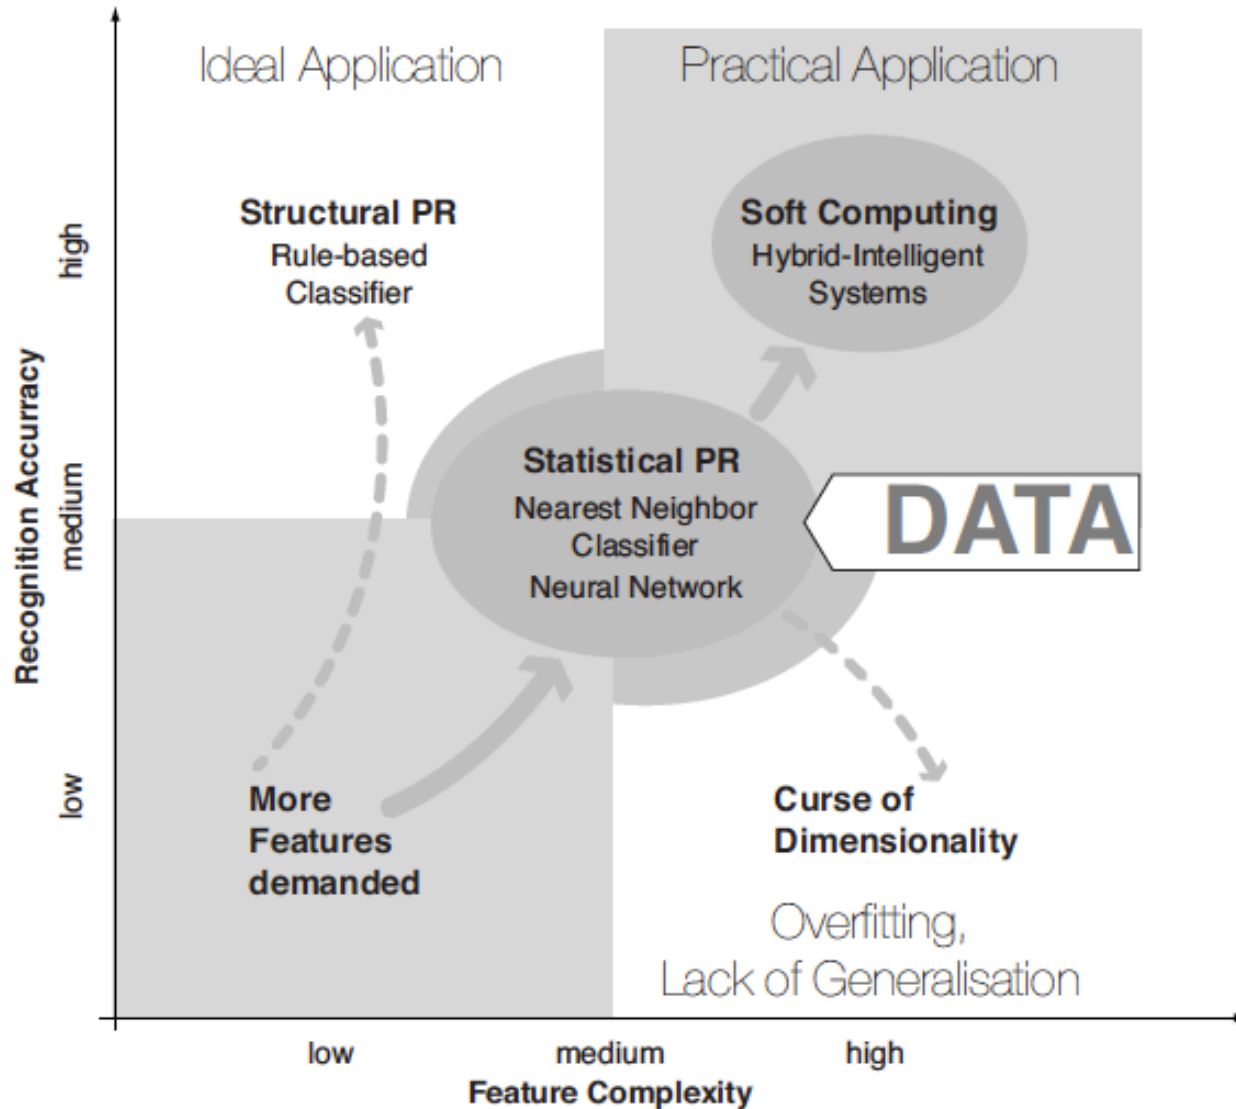 Ideal Application
Practical Application
Structural PR
Rule-based
Classifier
Soft Computing
Hybrid-Intelligent
Systems
Statistical PR
Nearest Neighbor
Classifier
Neural Network
DATA
More
Features
demanded
Curse of
Dimensionality
Overfitting,
Lack of Generalisation
Recognition Accurracy
high
medium
low
low
medium
high
Feature Complexity